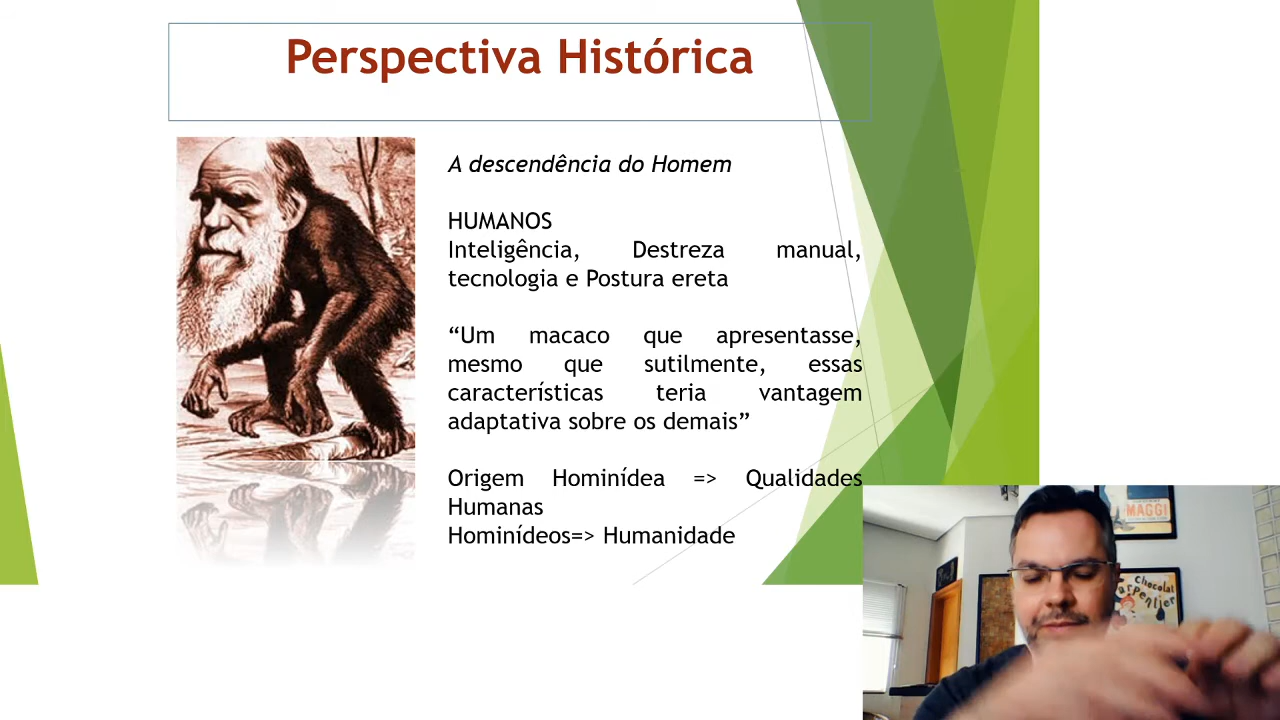 Perspectiva Histórica
A descendência do Homem
HUMANOS
Inteligência, Destreza manual,
tecnologia e Postura ereta
“Um macaco que apresentasse,
mesmo que sutilmente, essas
características teria vantagem
adaptativa sobre os demais”
Origem Hominídea => Qualidades
Humanas
Hominídeos=> Humanidade
MAGGI
Chocolat
Carpentier